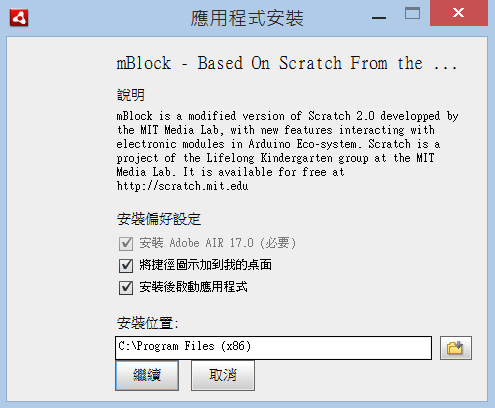 應用程式安裝
mBlock - Based On Scratch From the ...
說明
mBlock is a modified version of Scratch 2.0 developped by
the MIT Media Lab, with new features interacting with
electronic modules in Arduino Eco-system. Scratch is a
project of the Lifelong Kindergarten group at the MIT
Media Lab. It is available for free at
http://scratch.mit.edu
安裝偏好設定
安裝 Adobe AIR 17.0 (必要)
將捷徑圖示加到我的桌面
安裝後啟動應用程式
安裝位置:
C:\Program Files (x86)
繼續 取消